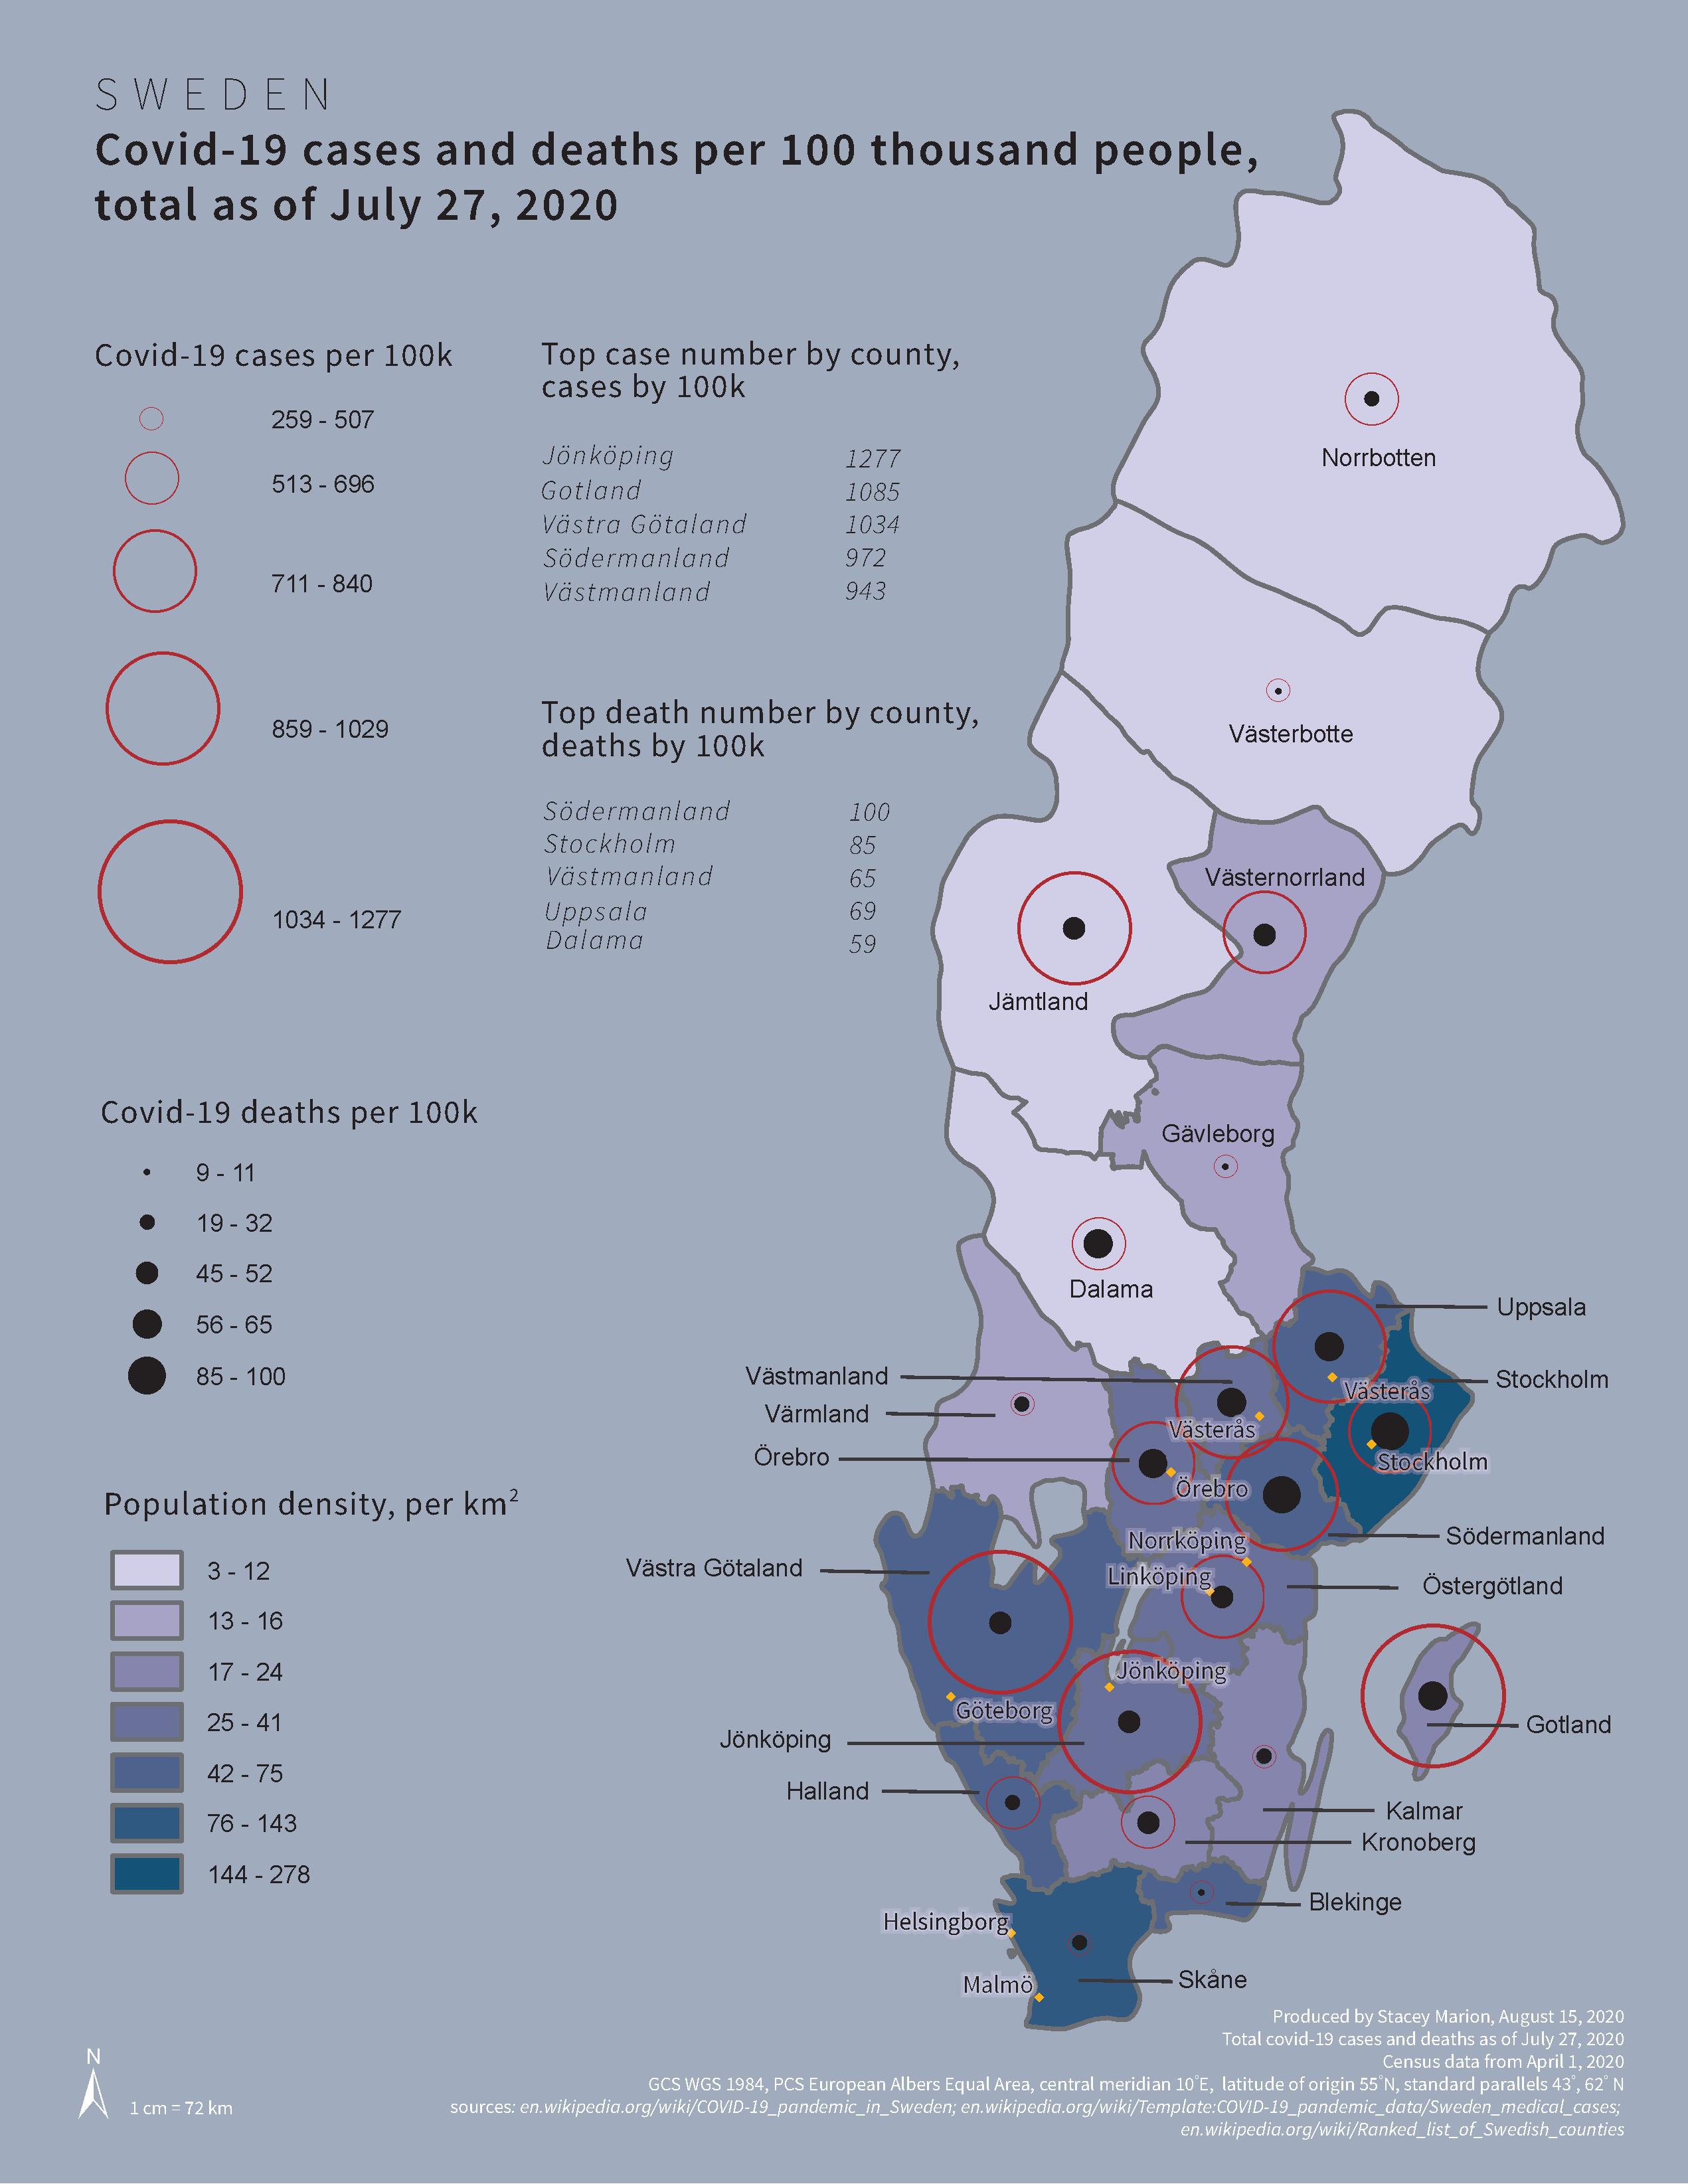 SWEDEN
Covid-19 cases and deaths per 100 thousand people,
total as of July 27, 2020
Covid-19 cases per 100k
259 - 507
513 - 696
711 - 840
859 - 1029
1034 - 1277
Top case number by county,
cases by 100k
Jönköping 1277
Gotland 1085
Västra Götaland 1034
Södermanland 972
Västmanland 943
Top death number by county,
deaths by 100k
Södermanland 100
Stockholm 85
Västmanland 65
Uppsala 69
Dalama 59
Covid-19 deaths per 100k
9 - 11
19 - 32
45 - 52
56 - 65
85 - 100
Population density, per km²
3 - 12
13 - 16
17 - 24
25 - 41
42 - 75
76 - 143
144 - 278
Norrbotten
Västerbotte
Västernorrland
Jämtland
Gävleborg
Dalama
Uppsala
Västmanland
Stockholm
Västerås
Värmland
Västerås
Örebro
Stockholm
Örebro
Södermanland
Norrköping
Västra Götaland
Linköping
Östergötland
Jönköping
Göteborg
Gotland
Jönköping
Halland
Kalmar
Kronoberg
Blekinge
Helsingborg
Skåne
Malmö
Produced by Stacey Marion, August 15, 2020
Total covid-19 cases and deaths as of July 27, 2020
Census data from April 1, 2020
GCS WGS 1984, PCS European Albers Equal Area, central meridian 10°E, latitude of origin 55°N, standard parallels 43°, 62° N
sources: en.wikipedia.org/wiki/COVID-19_pandemic_in_Sweden; en.wikipedia.org/wiki/Template:COVID-19_pandemic_data/Sweden_medical_cases;
en.wikipedia.org/wiki/Ranked_list_of_Swedish_counties
N
1 cm = 72 km